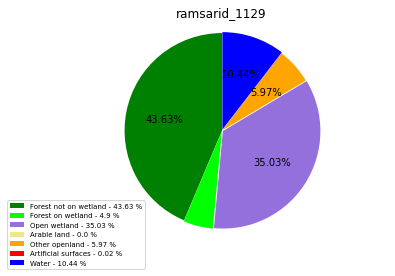 ramsarid_1129
10.44%
5.97%
43.63%
35.03%
Forest not on wetland - 43.63 %
Forest on wetland - 4.9 %
Open wetland - 35.03 %
Arable land - 0.0 %
Other openland - 5.97 %
Artificial surfaces - 0.02 %
Water - 10.44 %